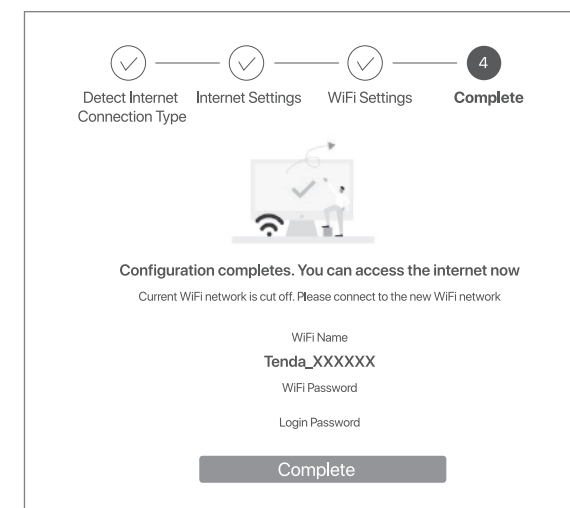 4
Detect Internet Connection Type
Internet Settings
WiFi Settings
Complete
Configuration completes. You can access the internet now
Current WiFi network is cut off. Please connect to the new WiFi network
WiFi Name
Tenda_XXXXXX
WiFi Password
Login Password
Complete